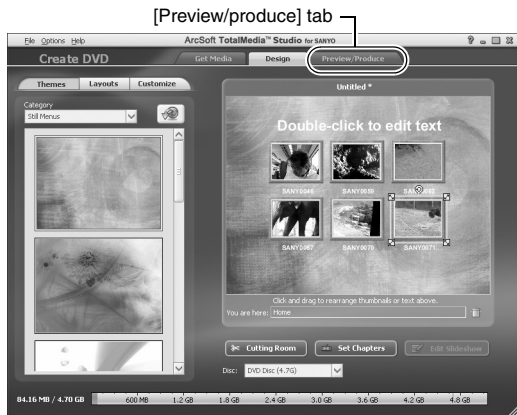 [Preview/produce] tab
File Options Help
ArcSoft TotalMedia™ Studio for SANYO
Create DVD
Get Media
Design
Preview/Produce
Themes
Layouts
Customize
Category
Still Menus
Untitled *
Double-click to edit text
SANY0046
SANY0059
SANY0067
SANY0070
SANY0071
Click and drag to rearrange thumbnails or text above.
You are here: Home
Cutting Room
Set Chapters
Edit Slideshow
Disc: DVD Disc (4.7G)
84.16 MB / 4.70 GB
600 MB 1.2 GB 1.8 GB 2.4 GB 3.0 GB 3.6 GB 4.2 GB 4.8 GB